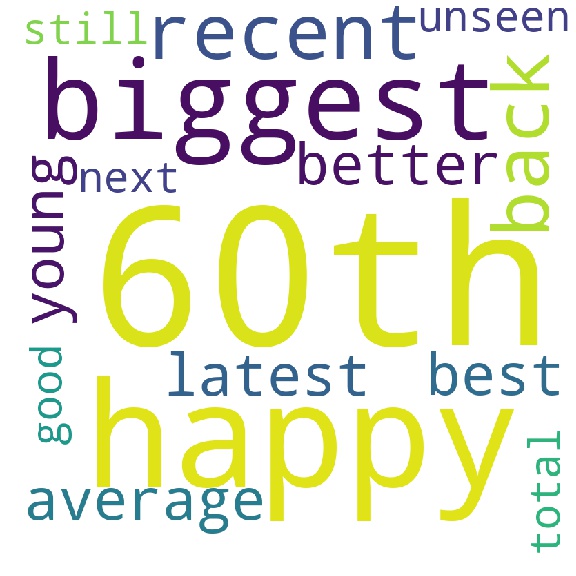 still
recent
unseen
biggest
back
better
next
young
60th
good
latest
best
happy
average
total